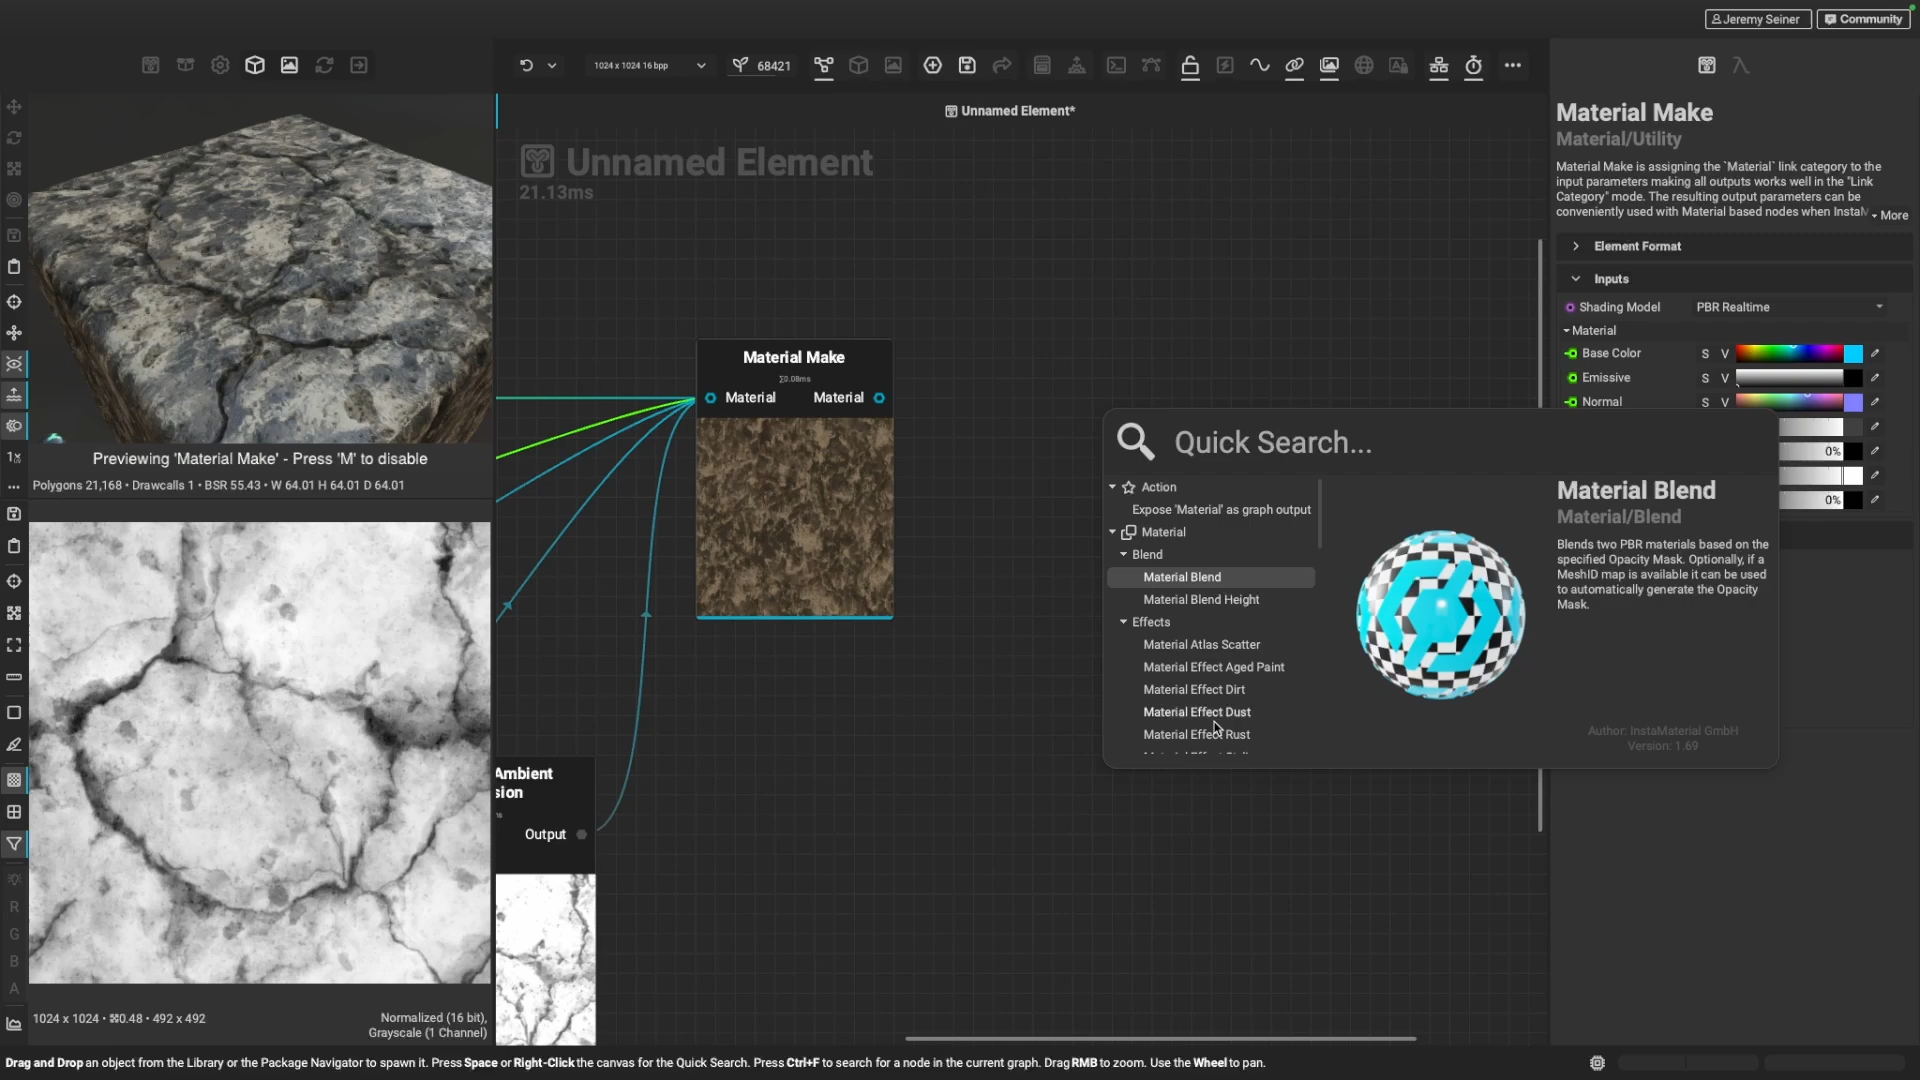 Jeremy Seiner
Community
1024 x 1024 16 bpp
68421
Unnamed Element*
Unnamed Element
21.13ms
Material Make
Material/Utility
Material Make is assigning the `Material` link category to the
input parameters making all outputs works well in the "Link
Category" mode. The resulting output parameters can be
conveniently used with Material based nodes when InstaM
More
Element Format
Inputs
Shading Model
PBR Realtime
Material
Base Color
S V
Emissive
S V
Normal
S V
0%
0%
Material Make
Σ0.08ms
Material
Material
Quick Search...
Action
Expose 'Material' as graph output
Material
Blend
Material Blend
Material Blend Height
Effects
Material Atlas Scatter
Material Effect Aged Paint
Material Effect Dirt
Material Effect Dust
Material Effect Rust
Material Blend
Material/Blend
Blends two PBR materials based on the
specified Opacity Mask. Optionally, if a
MeshID map is available it can be used
to automatically generate the Opacity
Mask.
Author: InstaMaterial GmbH
Version: 1.69
1x
Previewing 'Material Make' - Press 'M' to disable
Polygons 21,168 • Drawcalls 1 • BSR 55.43 • W 64.01 H 64.01 D 64.01
Ambient
sion
Output
R
G
B
A
1024 x 1024 • 0.48 • 492 x 492
Normalized (16 bit),
Grayscale (1 Channel)
Drag and Drop an object from the Library or the Package Navigator to spawn it. Press Space or Right-Click the canvas for the Quick Search. Press Ctrl+F to search for a node in the current graph. Drag RMB to zoom. Use the Wheel to pan.